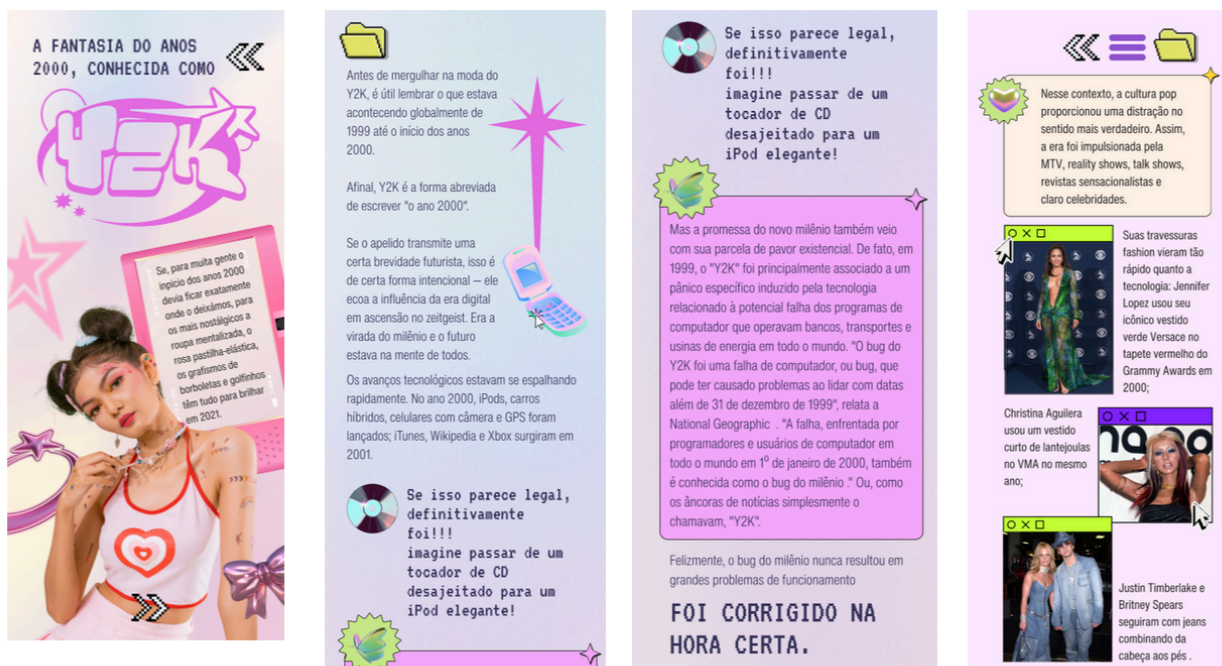 A FANTASIA DO ANOS
2000, CONHECIDA COMO
Y2K
Se, para muita gente o
inpicio dos anos 2000
devia ficar exatamente
onde o deixámos, para
os mais nostálgicos a
roupa mentalizada, o
rosa pastilha-elástica,
os grafismos de
borboletas e golfinhos
têm tudo para brilhar
em 2021.
Antes de mergulhar na moda do
Y2K, é útil lembrar o que estava
acontecendo globalmente de
1999 até o início dos anos
2000.
Afinal, Y2K é a forma abreviada
de escrever "o ano 2000".
Se o apelido transmite uma
certa brevidade futurista, isso é
de certa forma intencional — ele
ecoa a influência da era digital
em ascensão no zeitgeist. Era a
virada do milênio e o futuro
estava na mente de todos.
Os avanços tecnológicos estavam se espalhando
rapidamente. No ano 2000, iPods, carros
híbridos, celulares com câmera e GPS foram
lançados; iTunes, Wikipedia e Xbox surgiram em
2001.
Se isso parece legal,
definitivamente
foi!!!
imagine passar de um
tocador de CD
desajeitado para um
iPod elegante!
Se isso parece legal,
definitivamente
foi!!!
imagine passar de um
tocador de CD
desajeitado para um
iPod elegante!
Mas a promessa do novo milênio também veio
com sua parcela de pavor existencial. De fato, em
1999, o "Y2K" foi principalmente associado a um
pânico específico induzido pela tecnologia
relacionado à potencial falha dos programas de
computador que operavam bancos, transportes e
usinas de energia em todo o mundo. "O bug do
Y2K foi uma falha de computador, ou bug, que
pode ter causado problemas ao lidar com datas
além de 31 de dezembro de 1999", relata a
National Geographic . "A falha, enfrentada por
programadores e usuários de computador em
todo o mundo em 1º de janeiro de 2000, também
é conhecida como o bug do milênio ." Ou, como
os âncoras de notícias simplesmente o
chamavam, "Y2K".
Felizmente, o bug do milênio nunca resultou em
grandes problemas de funcionamento
FOI CORRIGIDO NA
HORA CERTA.
Nesse contexto, a cultura pop
proporcionou uma distração no
sentido mais verdadeiro. Assim,
a era foi impulsionada pela
MTV, reality shows, talk shows,
revistas sensacionalistas e
claro celebridades.
Suas travessuras
fashion vieram tão
rápido quanto a
tecnologia: Jennifer
Lopez usou seu
icônico vestido
verde Versace no
tapete vermelho do
Grammy Awards em
2000;
Christina Aguilera
usou um vestido
curto de lantejoulas
no VMA no mesmo
ano;
Justin Timberlake e
Britney Spears
seguiram com jeans
combinando da
cabeça aos pés .